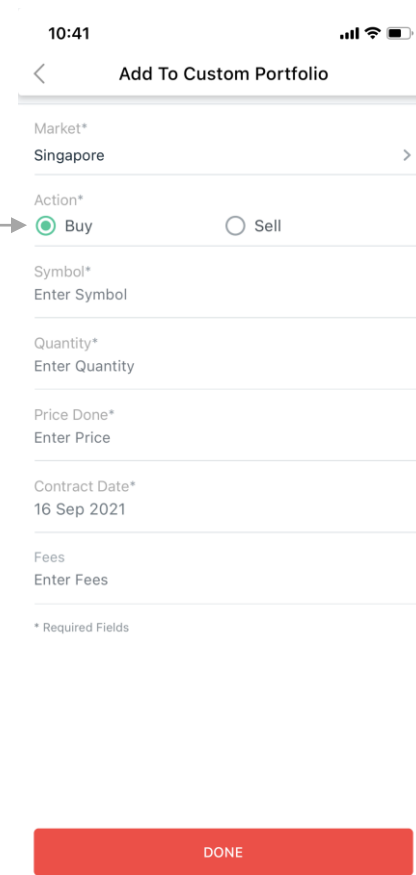 10:41
Add To Custom Portfolio
Market*
Singapore
Action*
Buy Sell
Symbol*
Enter Symbol
Quantity*
Enter Quantity
Price Done*
Enter Price
Contract Date*
16 Sep 2021
Fees
Enter Fees
* Required Fields
DONE